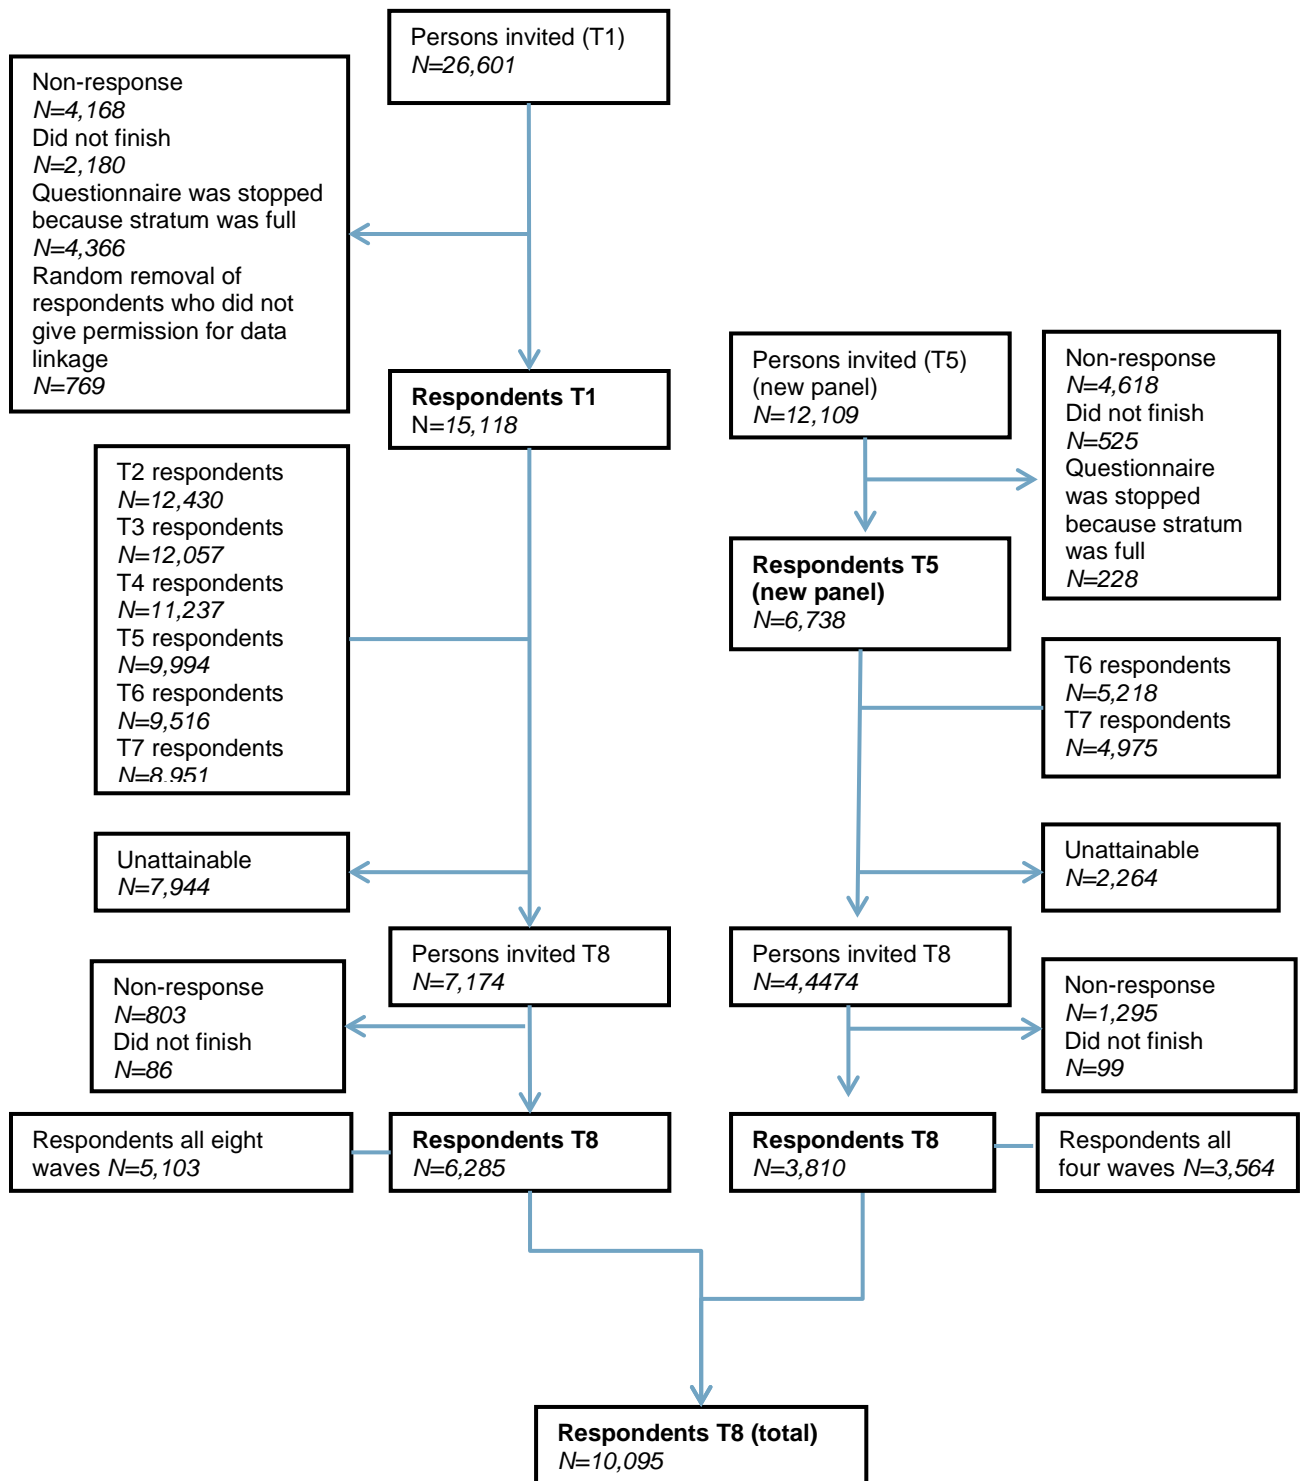 Persons invited (T1)
N=26,601
Non-response
N=4,168
Did not finish
N=2,180
Questionnaire was stopped
because stratum was full
N=4,366
Random removal of
respondents who did not
give permission for data
linkage
N=769
Respondents T1
N=15,118
Persons invited (T5)
(new panel)
N=12,109
Non-response
N=4,618
Did not finish
N=525
Questionnaire
was stopped
because stratum
was full
N=228
T2 respondents
N=12,430
T3 respondents
N=12,057
T4 respondents
N=11,237
T5 respondents
N=9,994
T6 respondents
N=9,516
T7 respondents
N=8,951
Respondents T5
(new panel)
N=6,738
T6 respondents
N=5,218
T7 respondents
N=4,975
Unattainable
N=7,944
Unattainable
N=2,264
Persons invited T8
N=7,174
Persons invited T8
N=4,4474
Non-response
N=803
Did not finish
N=86
Non-response
N=1,295
Did not finish
N=99
Respondents all eight
waves N=5,103
Respondents T8
N=6,285
Respondents T8
N=3,810
Respondents all
four waves N=3,564
Respondents T8 (total)
N=10,095